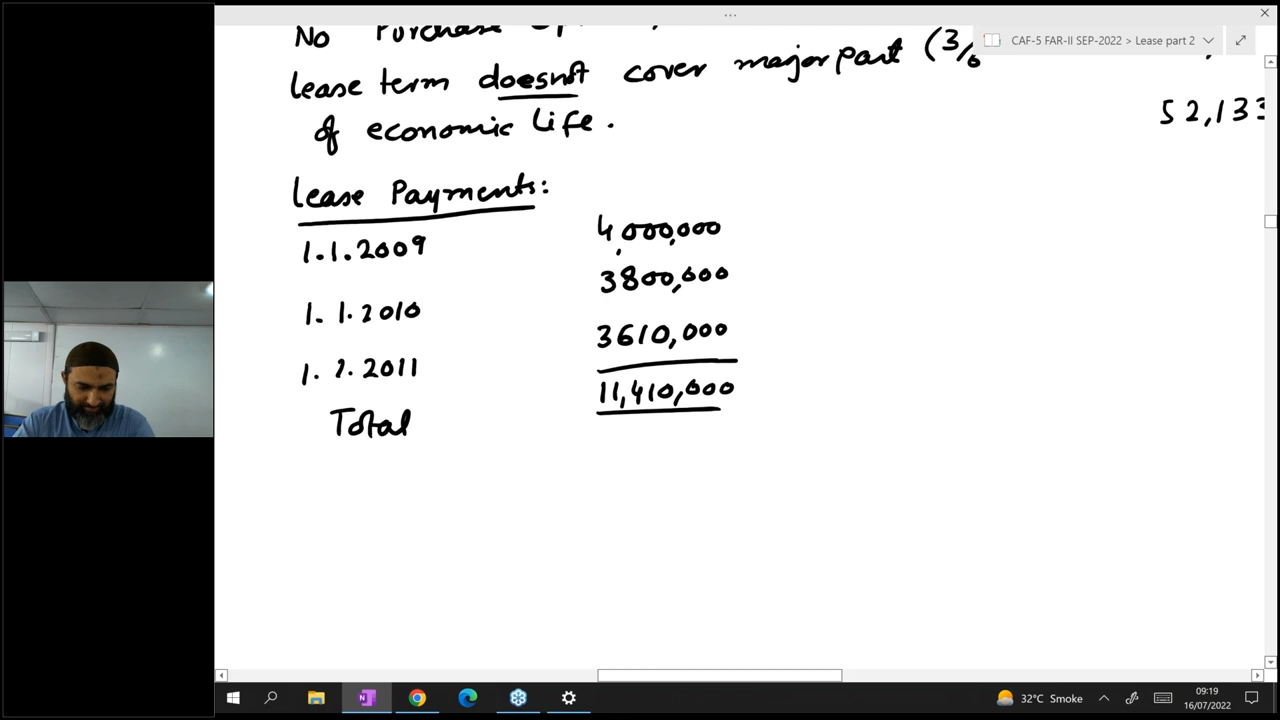 CAF-5 FAR-II SEP-2022 > Lease part 2
No Purchase
lease term doesnot cover major part (3/6
of economic life.
52,133
Lease Payments:
1.1.2009 4,000,000
1.1.2010 3800,000
1.1.2011 3610,000
Total 11,410,000
32°C Smoke
09:19
16/07/2022